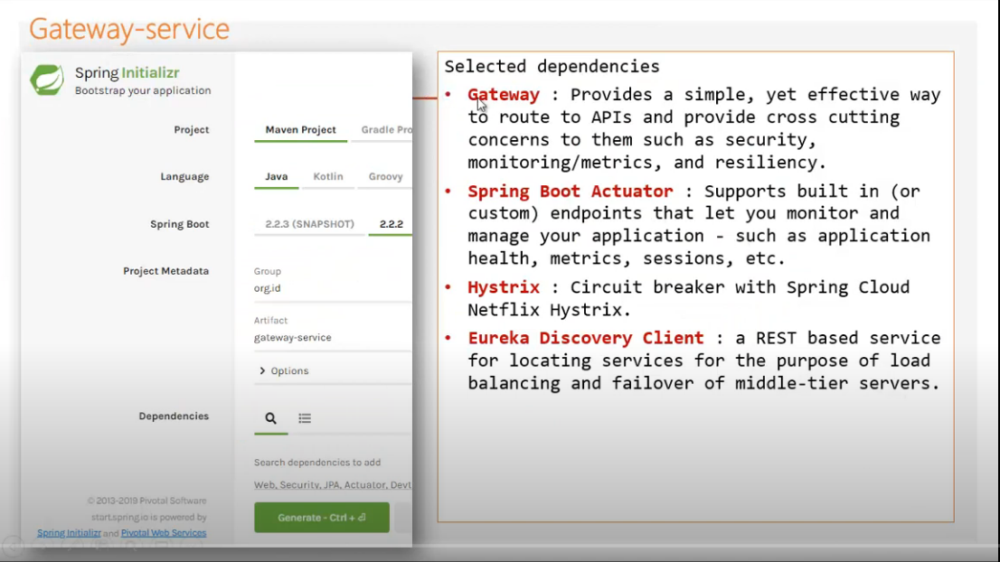 Gateway-service
Spring Initializr
Bootstrap your application
Project
Maven Project
Gradle Pro
Language
Java
Kotlin
Groovy
Spring Boot
2.2.3 (SNAPSHOT)
2.2.2
Project Metadata
Group
org.id
Artifact
gateway-service
Options
Dependencies
Search dependencies to add
Web, Security, JPA, Actuator, Devt
© 2013-2019 Pivotal Software
start.spring.io is powered by
Spring Initializr and Pivotal Web Services
Generate - Ctrl + ⏎
Selected dependencies
• Gateway : Provides a simple, yet effective way
to route to APIs and provide cross cutting
concerns to them such as security,
monitoring/metrics, and resiliency.
• Spring Boot Actuator : Supports built in (or
custom) endpoints that let you monitor and
manage your application - such as application
health, metrics, sessions, etc.
• Hystrix : Circuit breaker with Spring Cloud
Netflix Hystrix.
• Eureka Discovery Client : a REST based service
for locating services for the purpose of load
balancing and failover of middle-tier servers.